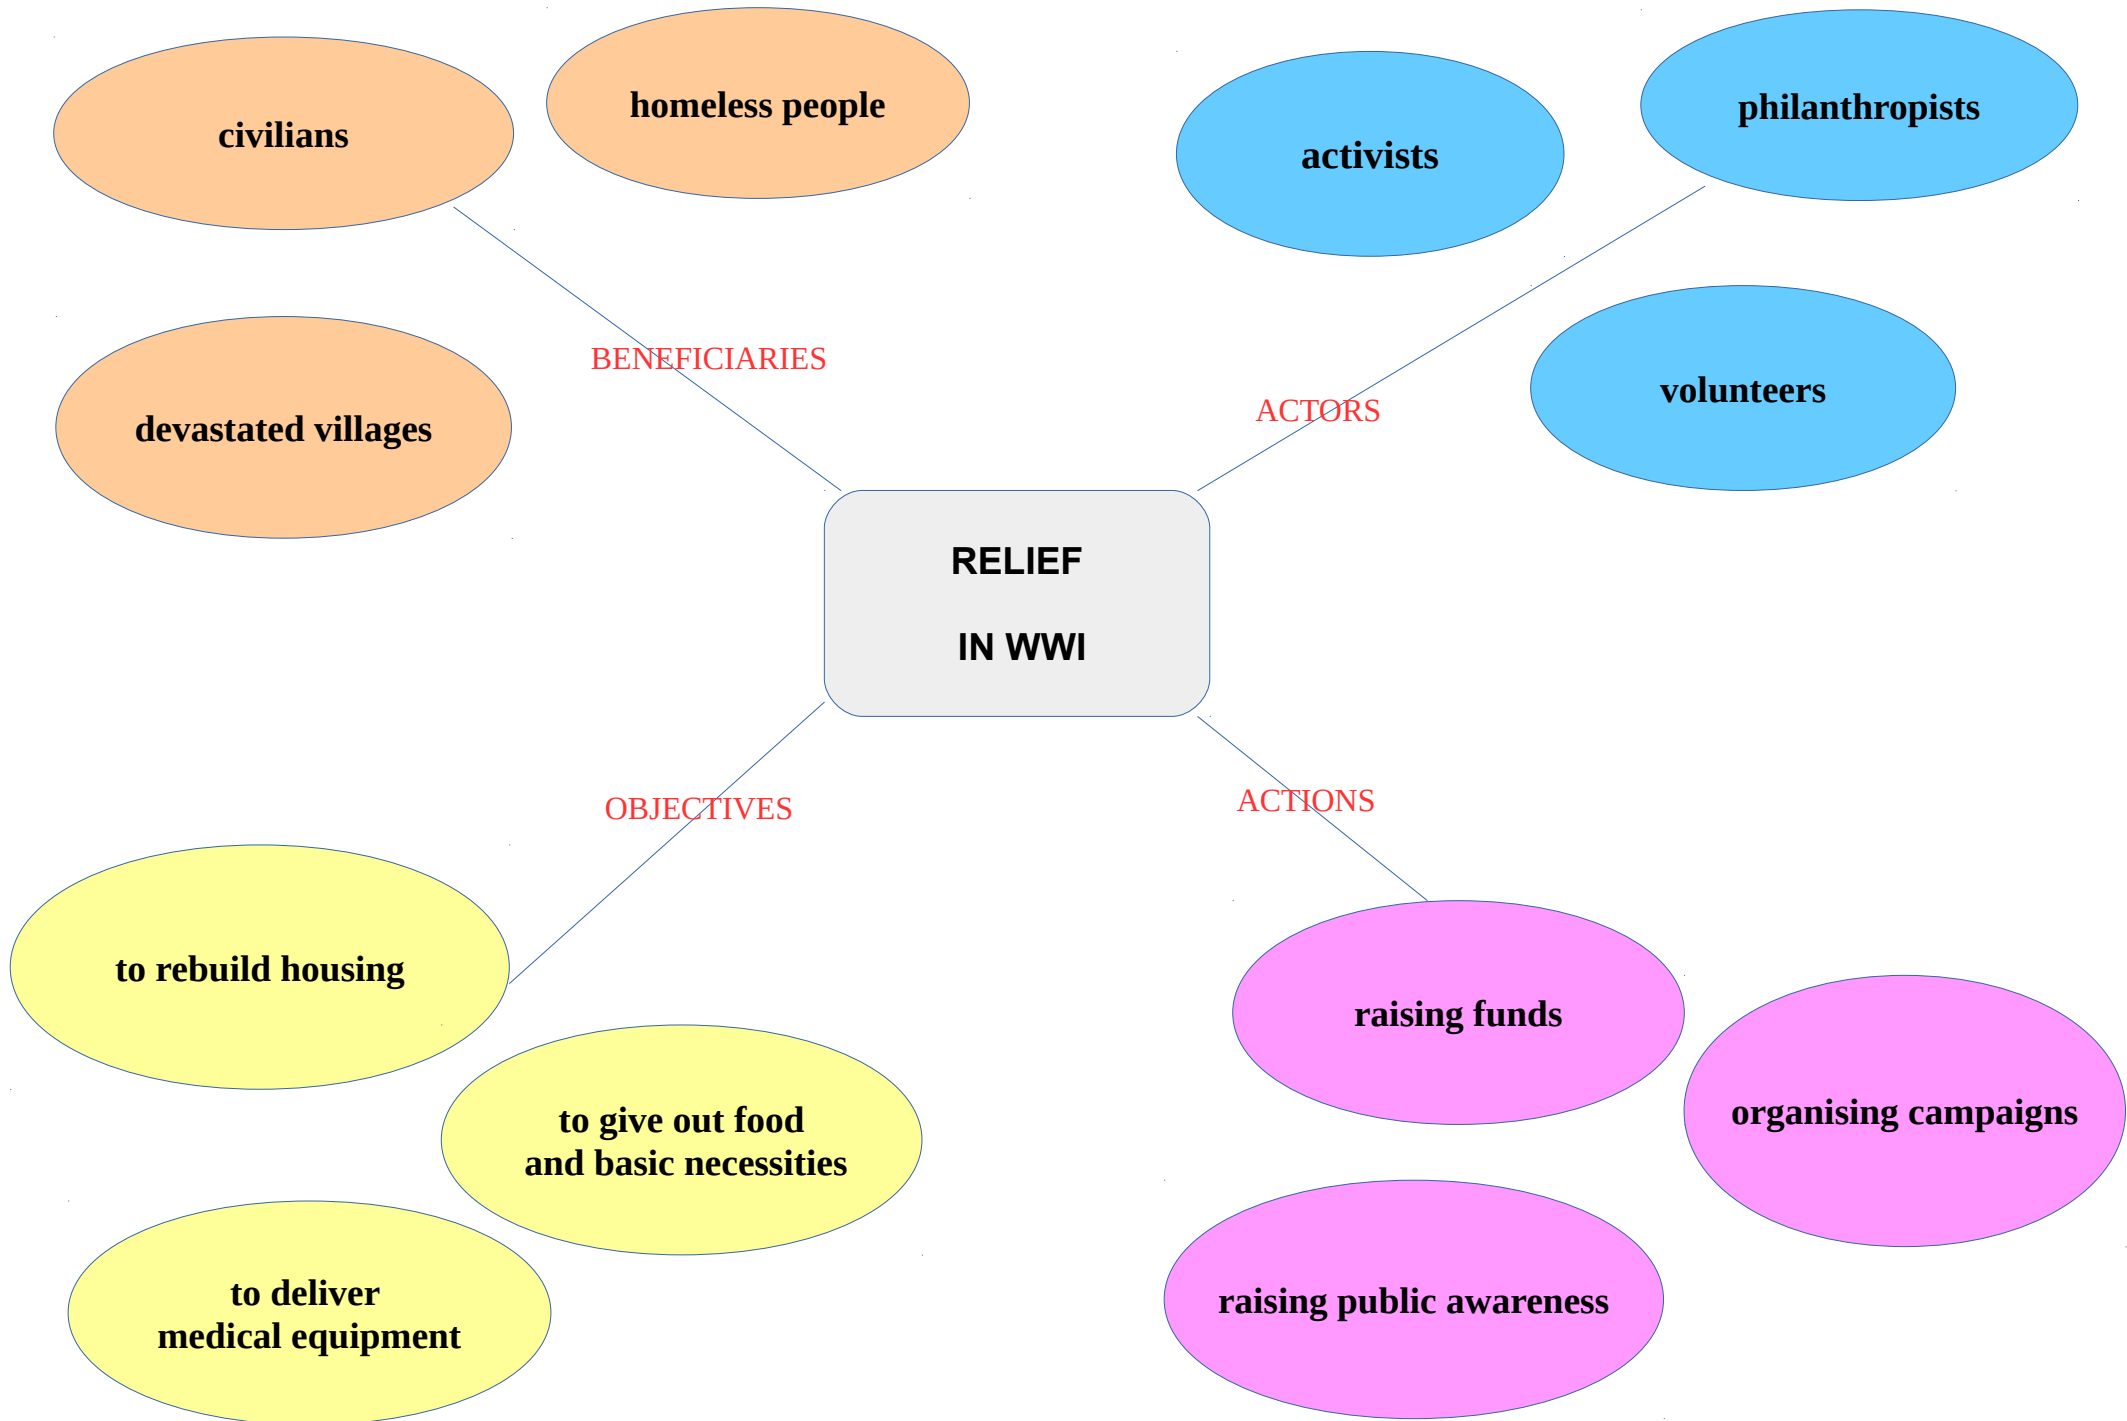 civilians
homeless people
devastated villages
BENEFICIARIES
activists
philanthropists
volunteers
ACTORS
RELIEF
IN WWI
OBJECTIVES
to rebuild housing
to give out food
and basic necessities
to deliver
medical equipment
ACTIONS
raising funds
organising campaigns
raising public awareness